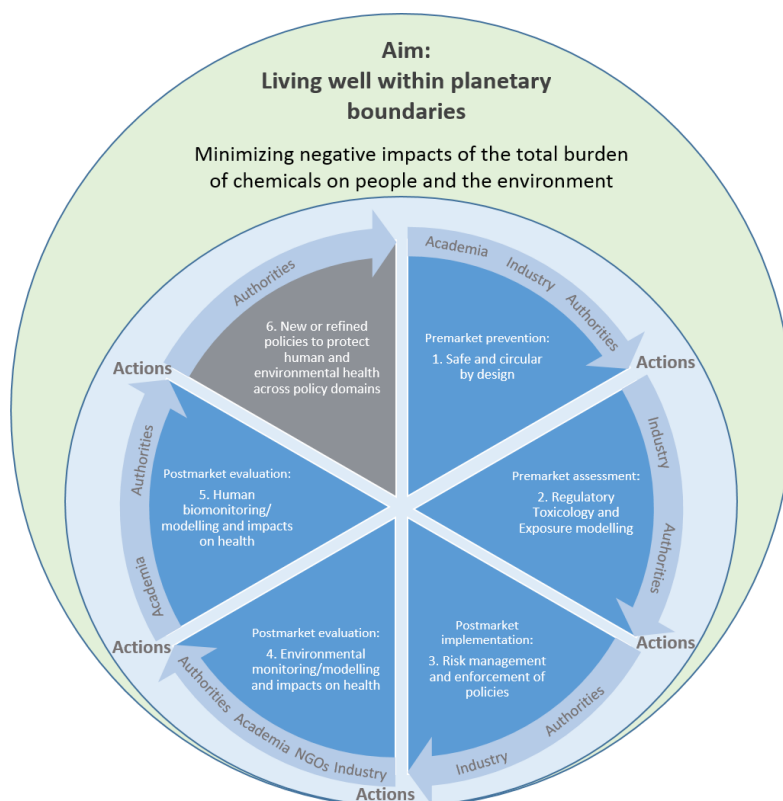 Aim:
Living well within planetary
boundaries
Minimizing negative impacts of the total burden
of chemicals on people and the environment
Academia
Industry
Authorities
Premarket prevention:
1. Safe and circular
by design
Actions
Industry
Authorities
Premarket assessment:
2. Regulatory
Toxicology and
Exposure modelling
Actions
Authorities
Industry
Postmarket
implementation:
3. Risk management
and enforcement of
policies
Actions
Authorities Academia NGOs Industry
Postmarket evaluation:
4. Environmental
monitoring/modelling
and impacts on health
Actions
Academia
Authorities
Postmarket evaluation:
5. Human
biomonitoring/
modelling and impacts
on health
Actions
Authorities
6. New or refined
policies to protect
human and
environmental health
across policy domains